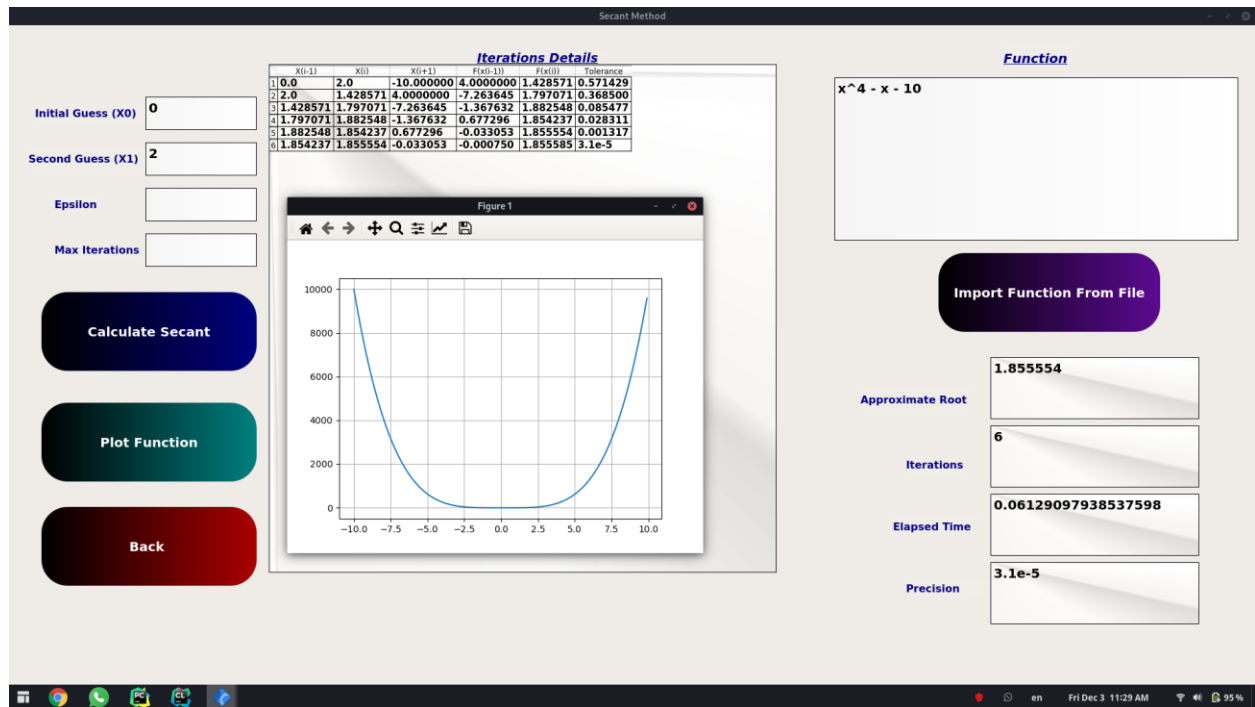 Secant Method
Iterations Details
Function
X(i-1) X(i) X(i+1) F(x(i-1)) F(x(i)) Tolerance
1 0.0 2.0 -10.000000 4.0000000 1.428571 0.571429
2 2.0 1.428571 4.0000000 -7.263645 1.797071 0.368500
3 1.428571 1.797071 -7.263645 -1.367632 1.882548 0.085477
4 1.797071 1.882548 -1.367632 0.677296 1.854237 0.028311
5 1.882548 1.854237 0.677296 -0.033053 1.855554 0.001317
6 1.854237 1.855554 -0.033053 -0.000750 1.855585 3.1e-5
Initial Guess (X0) 0
Second Guess (X1) 2
Epsilon
Max Iterations
Calculate Secant
Plot Function
Back
Figure 1
10000
8000
6000
4000
2000
0
−10.0 −7.5 −5.0 −2.5 0.0 2.5 5.0 7.5 10.0
x^4 - x - 10
Import Function From File
Approximate Root 1.855554
Iterations 6
Elapsed Time 0.06129097938537598
Precision 3.1e-5
PC CL en Fri Dec 3 11:29 AM 95 %